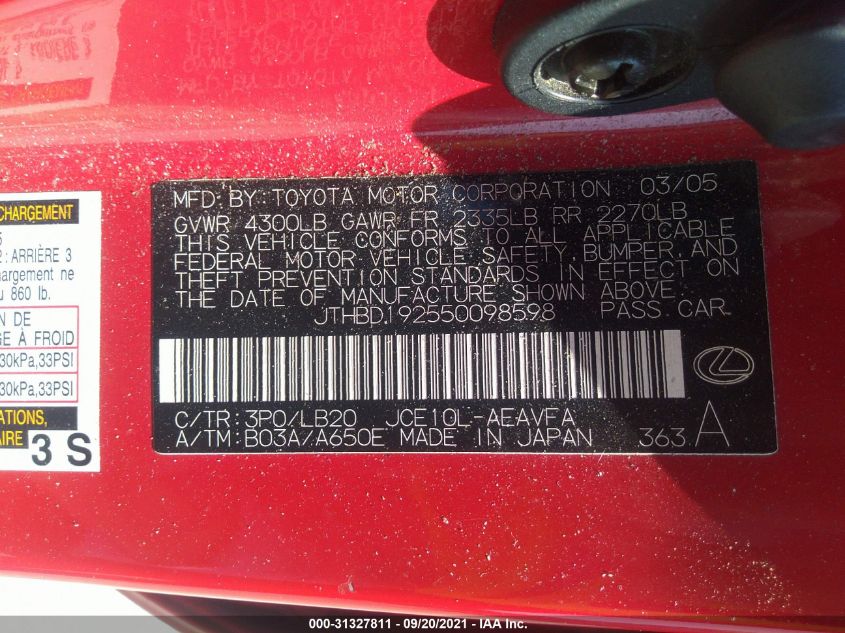 MFD. BY TOYOTA MOTOR CORPORATION 03/05
GVWR 4300LB GAWR FR 2335LB RR 2270LB
THIS VEHICLE CONFORMS TO ALL APPLICABLE
FEDERAL MOTOR VEHICLE SAFETY, BUMPER, AND
THEFT PREVENTION STANDARDS IN EFFECT ON
THE DATE OF MANUFACTURE SHOWN ABOVE.
JTHBD192550098598 PASS. CAR
C/TR: 3P0/LB20 JCE10L-AEAVFA
A/TM: B03A/A650E MADE IN JAPAN 363 A
CHARGEMENT
: ARRIÈRE 3
hargement ne
860 lb.
N DE
E À FROID
30kPa,33PSI
30kPa,33PSI
ATIONS, OU
AIRE
3 S
000-31327811 - 09/20/2021 - IAA Inc.